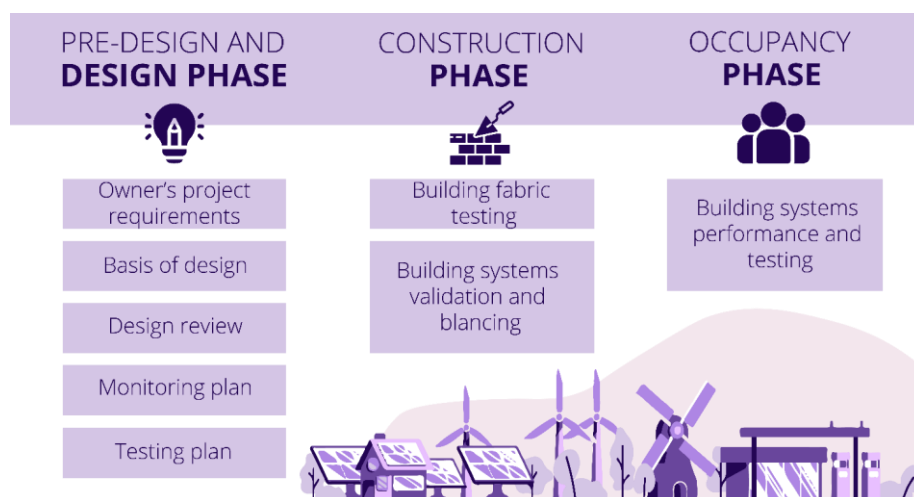 PRE-DESIGN AND
DESIGN PHASE
Owner's project
requirements
Basis of design
Design review
Monitoring plan
Testing plan
CONSTRUCTION
PHASE
Building fabric
testing
Building systems
validation and
blancing
OCCUPANCY
PHASE
Building systems
performance and
testing